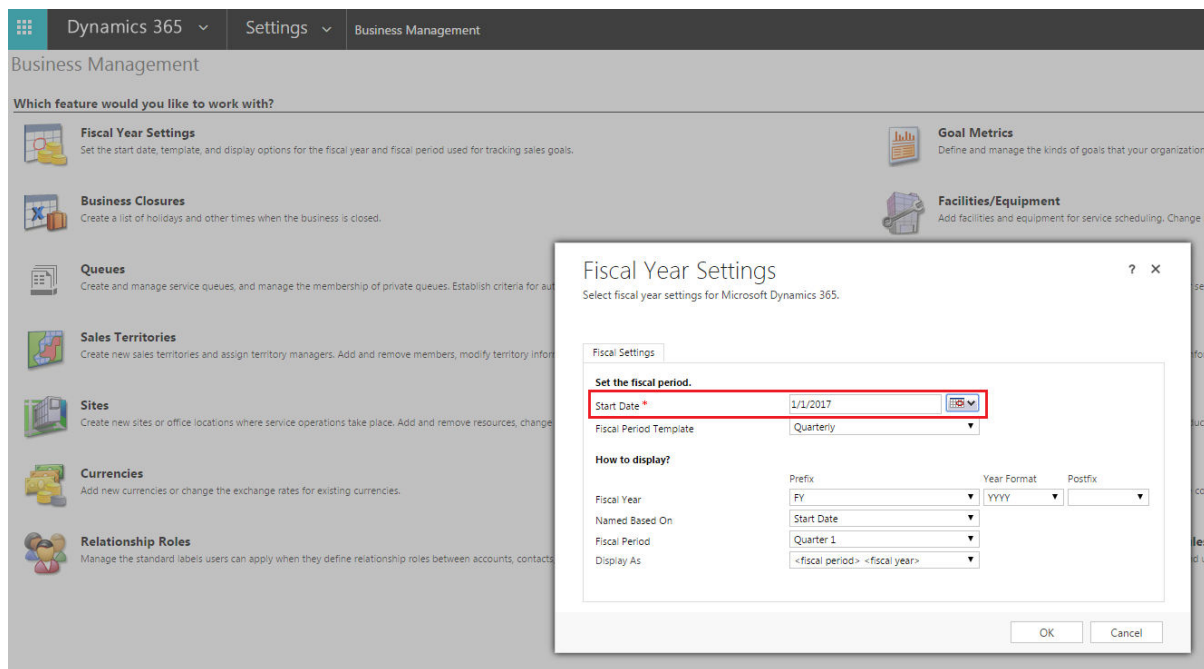 Dynamics 365 Settings Business Management
Business Management
Which feature would you like to work with?
Fiscal Year Settings
Set the start date, template, and display options for the fiscal year and fiscal period used for tracking sales goals.
Goal Metrics
Define and manage the kinds of goals that your organization
Business Closures
Create a list of holidays and other times when the business is closed.
Facilities/Equipment
Add facilities and equipment for service scheduling. Change
Queues
Create and manage service queues, and manage the membership of private queues. Establish criteria for
Sales Territories
Create new sales territories and assign territory managers. Add and remove members, modify territory
Sites
Create new sites or office locations where service operations take place. Add and remove resources, change
Currencies
Add new currencies or change the exchange rates for existing currencies.
Relationship Roles
Manage the standard labels users can apply when they define relationship roles between accounts, contacts,
Fiscal Year Settings ? ×
Select fiscal year settings for Microsoft Dynamics 365.
Fiscal Settings
Set the fiscal period.
Start Date * 1/1/2017
Fiscal Period Template Quarterly
How to display?
Prefix Year Format Postfix
Fiscal Year FY YYYY
Named Based On Start Date
Fiscal Period Quarter 1
Display As <fiscal period> <fiscal year>
OK Cancel